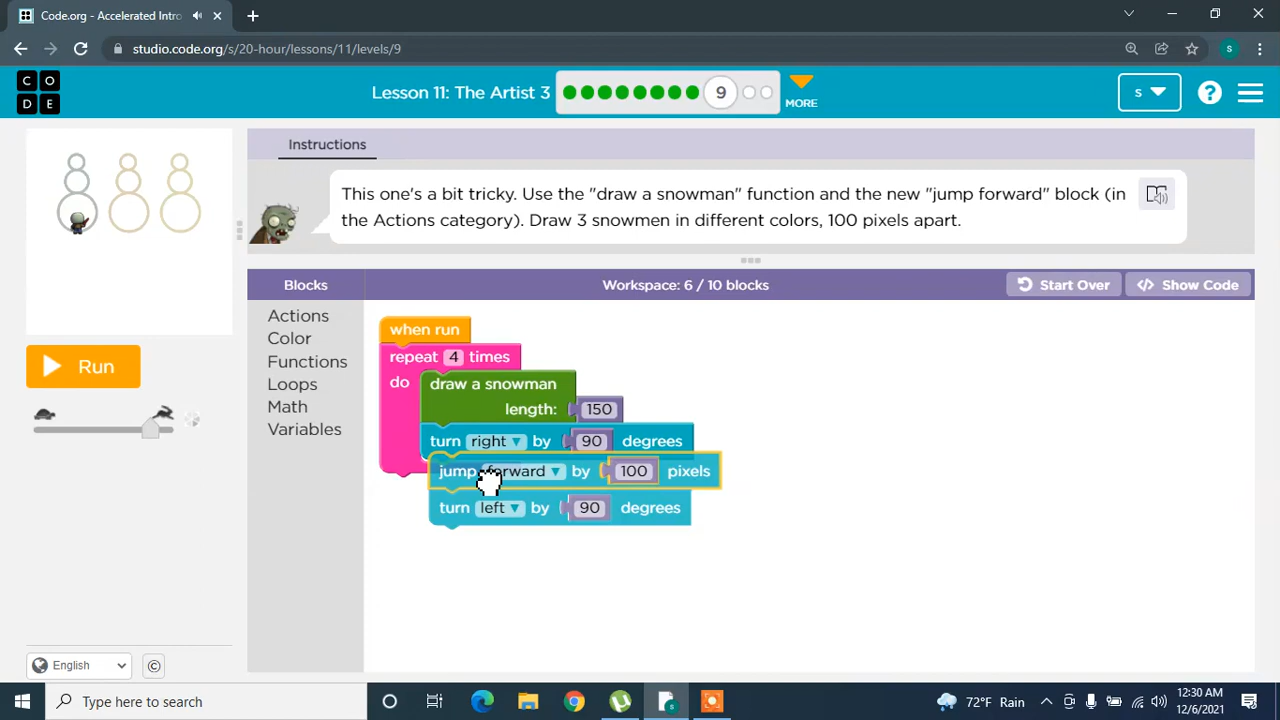 Code.org - Accelerated Intro
studio.code.org/s/20-hour/lessons/11/levels/9
s
C O
D E
Lesson 11: The Artist 3
9
MORE
s
?
Instructions
This one's a bit tricky. Use the "draw a snowman" function and the new "jump forward" block (in
the Actions category). Draw 3 snowmen in different colors, 100 pixels apart.
Blocks
Workspace: 6 / 10 blocks
Start Over
</> Show Code
Actions
Color
Functions
Loops
Math
Variables
when run
repeat 4 times
do
draw a snowman
length: 150
turn right by 90 degrees
jump forward by 100 pixels
turn left by 90 degrees
Run
English
©
Type here to search
72°F Rain
12:30 AM
12/6/2021